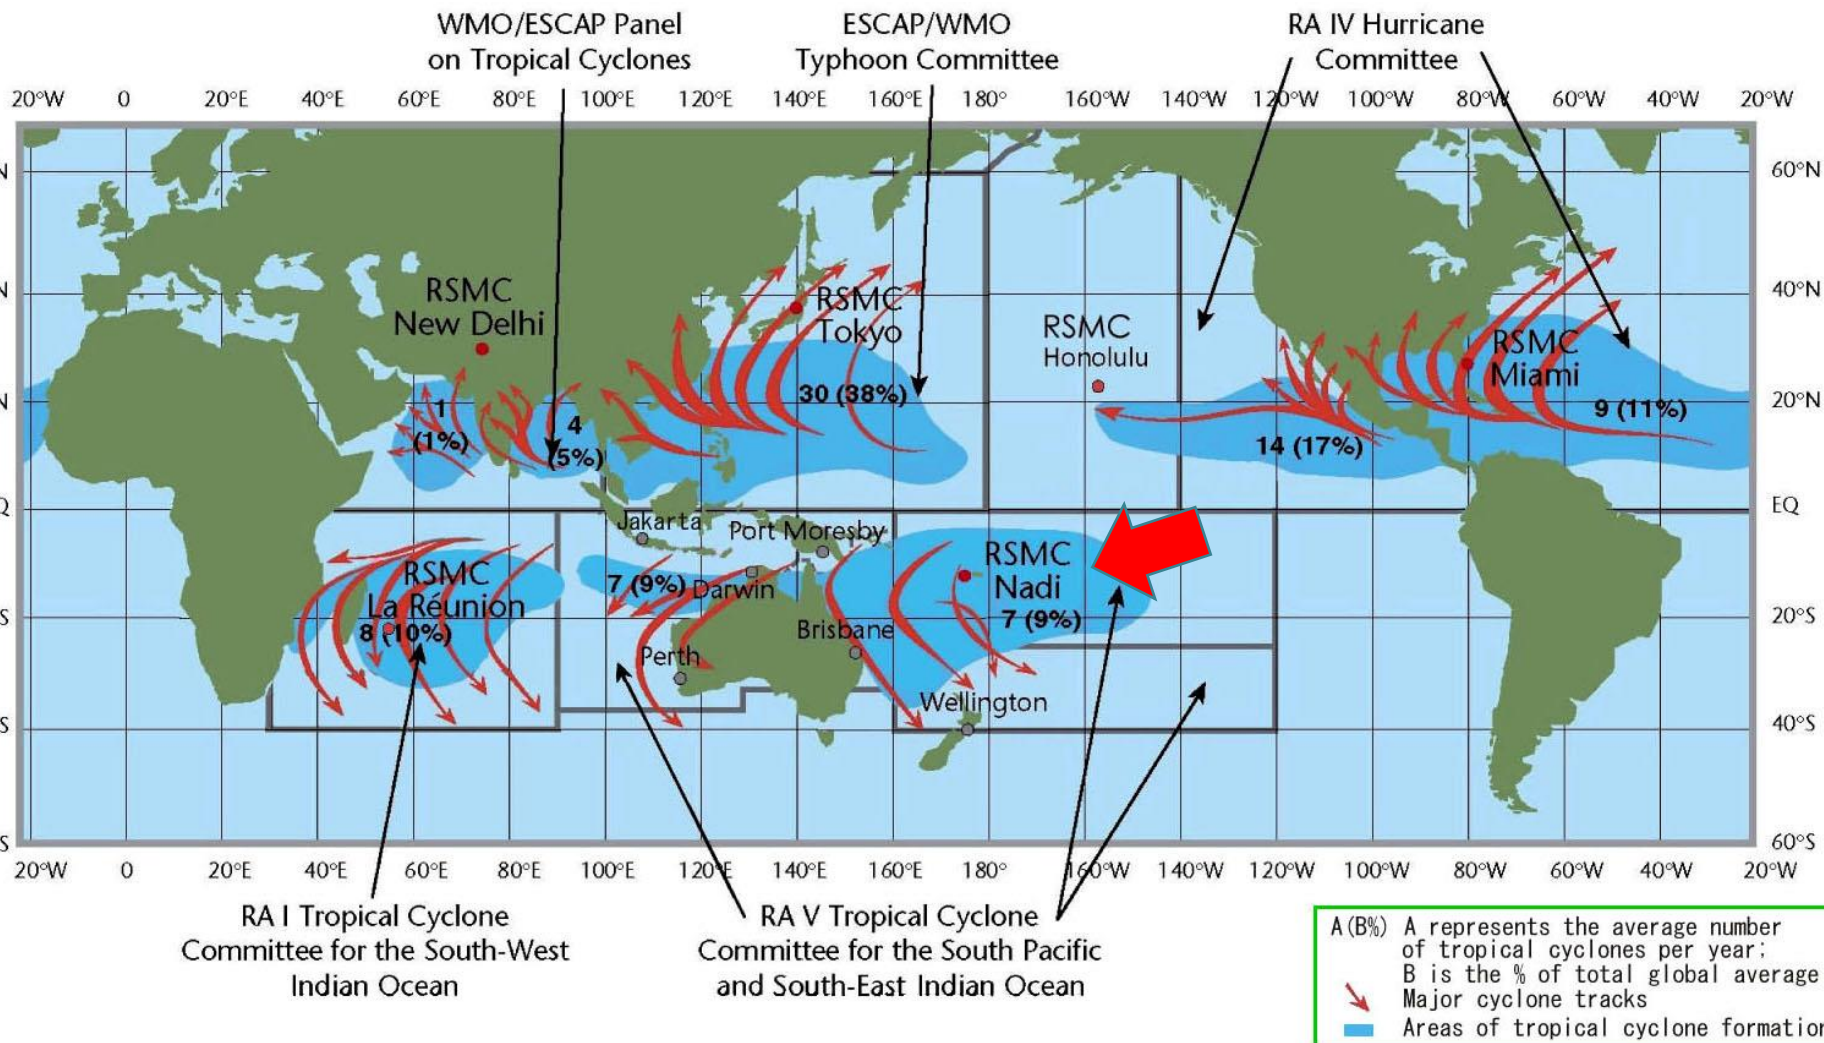 WMO/ESCAP Panel
on Tropical Cyclones
ESCAP/WMO
Typhoon Committee
RA IV Hurricane
Committee
20°W 0 20°E 40°E 60°E 80°E 100°E 120°E 140°E 160°E 180° 160°W 140°W 120°W 100°W 80°W 60°W 40°W 20°W
N 60°N
N 40°N
N 20°N
Q EQ
S 20°S
S 40°S
S 60°S
RSMC
New Delhi
RSMC
Tokyo
RSMC
Honolulu
RSMC
Miami
1
(1%)
4
(5%)
30 (38%)
14 (17%)
9 (11%)
Jakarta
Port Moresby
RSMC
La Réunion
8 (10%)
7 (9%)
Darwin
RSMC
Nadi
7 (9%)
Brisbane
Perth
Wellington
20°W 0 20°E 40°E 60°E 80°E 100°E 120°E 140°E 160°E 180° 160°W 140°W 120°W 100°W 80°W 60°W 40°W 20°W
RA I Tropical Cyclone
Committee for the South-West
Indian Ocean
RA V Tropical Cyclone
Committee for the South Pacific
and South-East Indian Ocean
A(B%) A represents the average number
of tropical cyclones per year;
B is the % of total global average
Major cyclone tracks
Areas of tropical cyclone formation